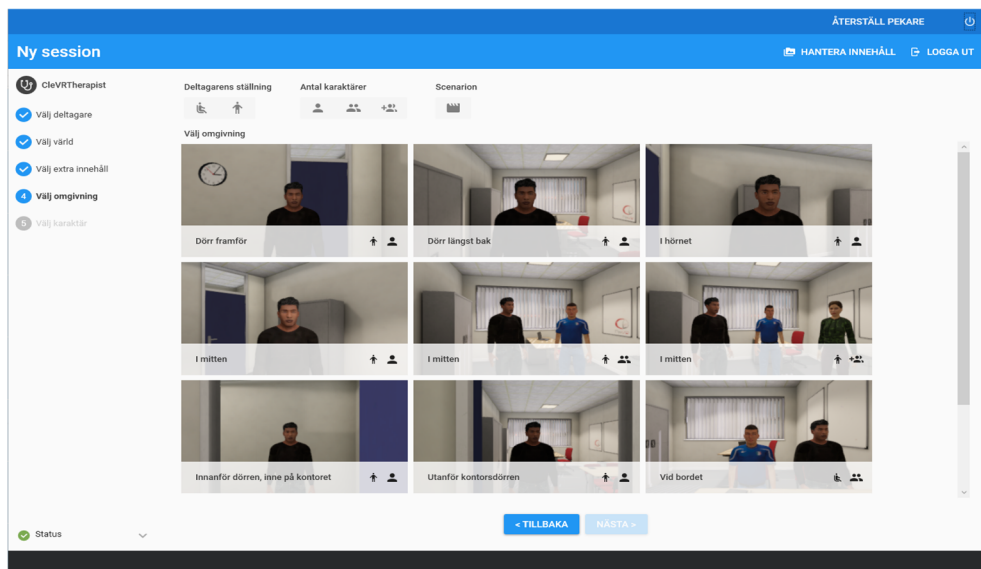 ÅTERSTÄLL PEKARE
Ny session
HANTERA INNEHÅLL
LOGGA UT
CleVRTherapist
Välj deltagare
Välj värld
Välj extra innehåll
4 Välj omgivning
5 Välj karaktär
Deltagarens ställning
Antal karaktärer
Scenarion
Välj omgivning
Dörr framför
Dörr längst bak
I hörnet
I mitten
I mitten
I mitten
Innanför dörren, inne på kontoret
Utanför kontorsdörren
Vid bordet
< TILLBAKA
NÄSTA >
Status